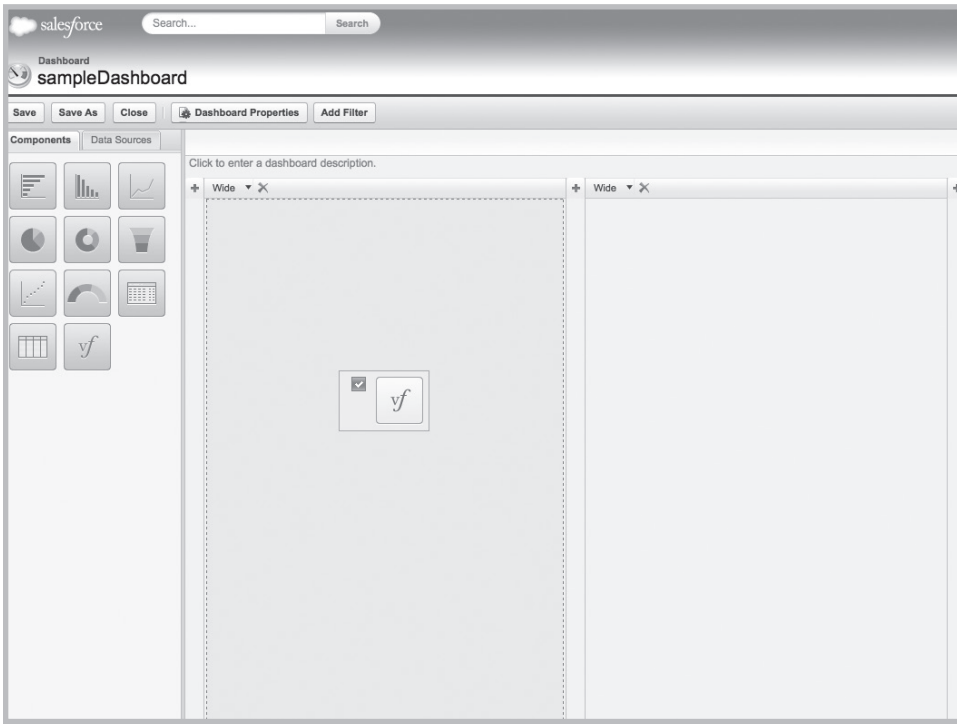 salesforce
Search...
Search
Dashboard
sampleDashboard
Save
Save As
Close
Dashboard Properties
Add Filter
Components
Data Sources
Click to enter a dashboard description.
Wide
Wide
vf
vf